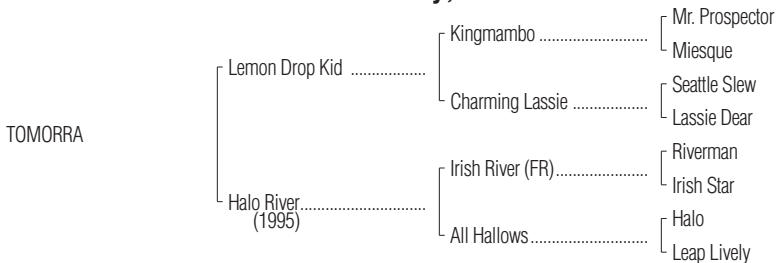 Mr. Prospector
Kingmambo ..........................
Miesque
Lemon Drop Kid ..................
Seattle Slew
Charming Lassie ..................
Lassie Dear
TOMORRA
Riverman
Irish River (FR)......................
Irish Star
Halo River...............................
(1995)
Halo
All Hallows............................
Leap Lively